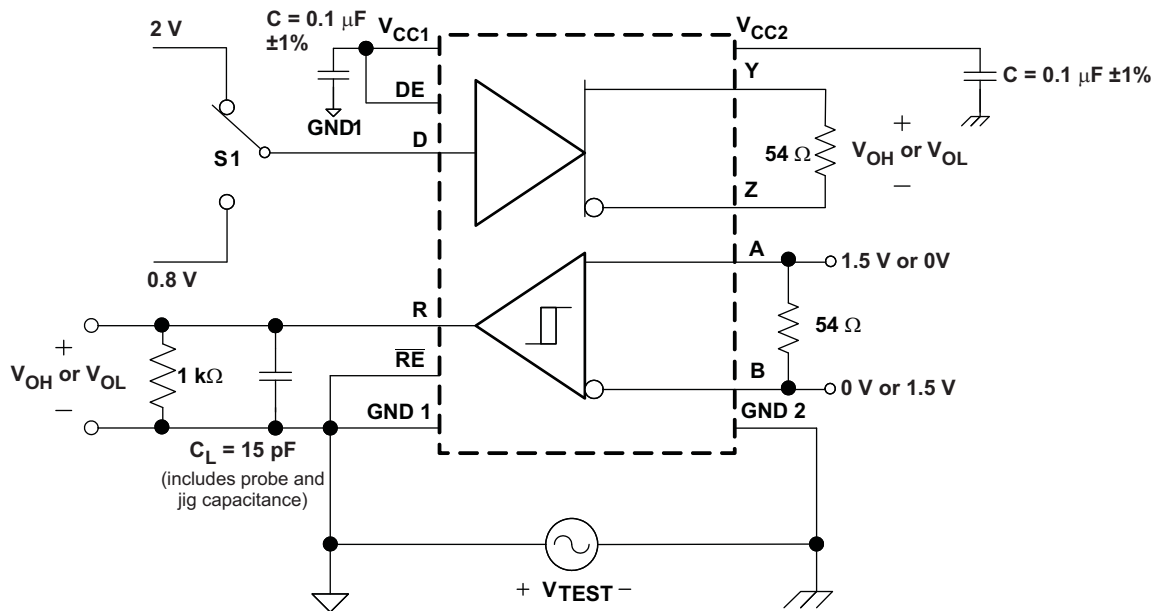 2 V
C = 0.1 μF
±1%
VCC1
VCC2
C = 0.1 μF ±1%
DE
GND1
D
S1
Y
54 Ω
+
VOH or VOL
−
Z
0.8 V
A
1.5 V or 0V
54 Ω
B
0 V or 1.5 V
R
RE
+
VOH or VOL
−
1 kΩ
GND 1
GND 2
CL = 15 pF
(includes probe and
jig capacitance)
+ VTEST −